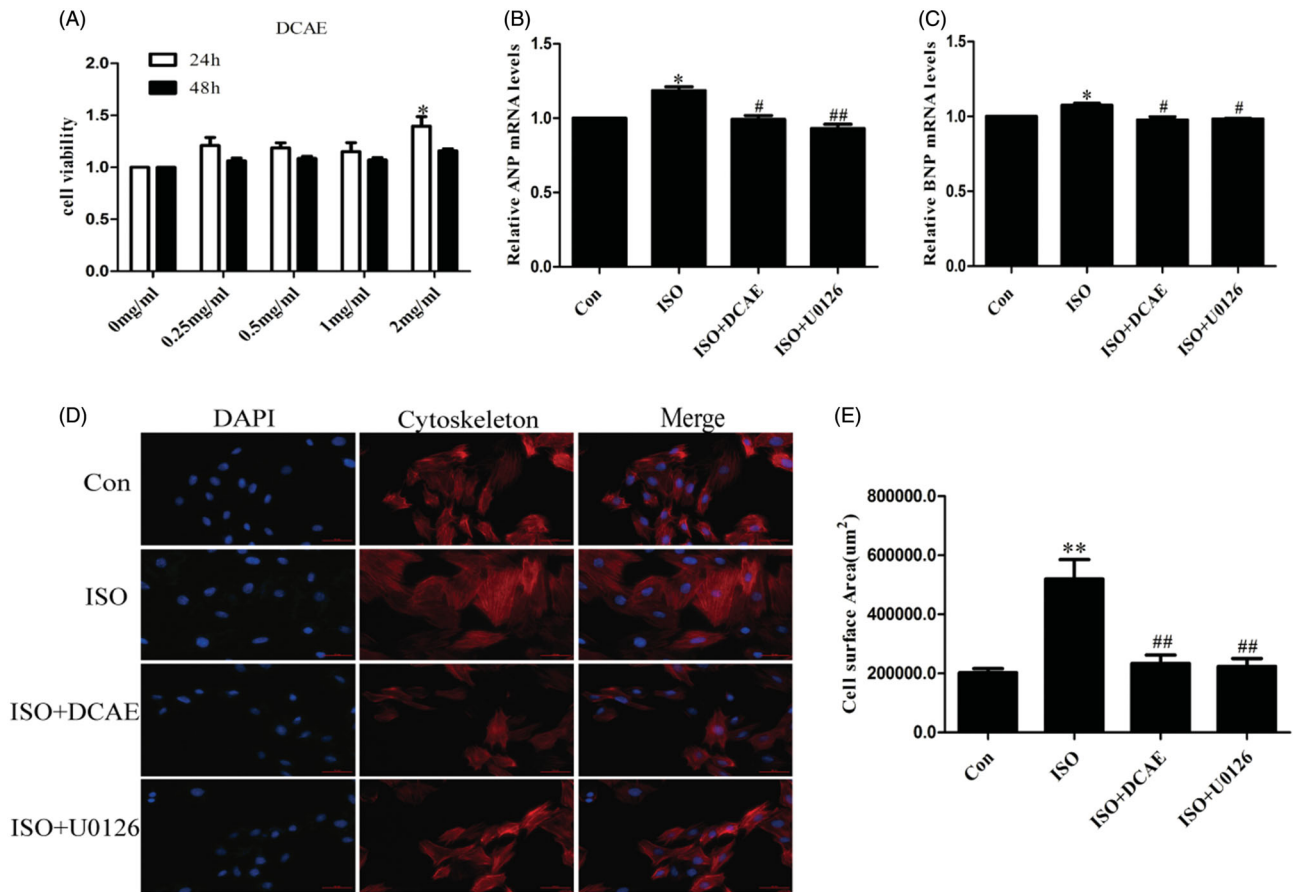 (A)
DCAE
24h
48h
cell viability
2.0
1.5
1.0
0.5
0.0
*
0mg/ml
0.25mg/ml
0.5mg/ml
1mg/ml
2mg/ml
(B)
Relative ANP mRNA levels
1.5
1.0
0.5
0.0
*
#
##
Con
ISO
ISO+DCAE
ISO+U0126
(C)
Relative BNP mRNA levels
1.5
1.0
0.5
0.0
*
#
#
Con
ISO
ISO+DCAE
ISO+U0126
(D)
DAPI
Cytoskeleton
Merge
Con
ISO
ISO+DCAE
ISO+U0126
(E)
Cell surface Area(um²)
800000.0
600000.0
400000.0
200000.0
0.0
**
##
##
Con
ISO
ISO+DCAE
ISO+U0126